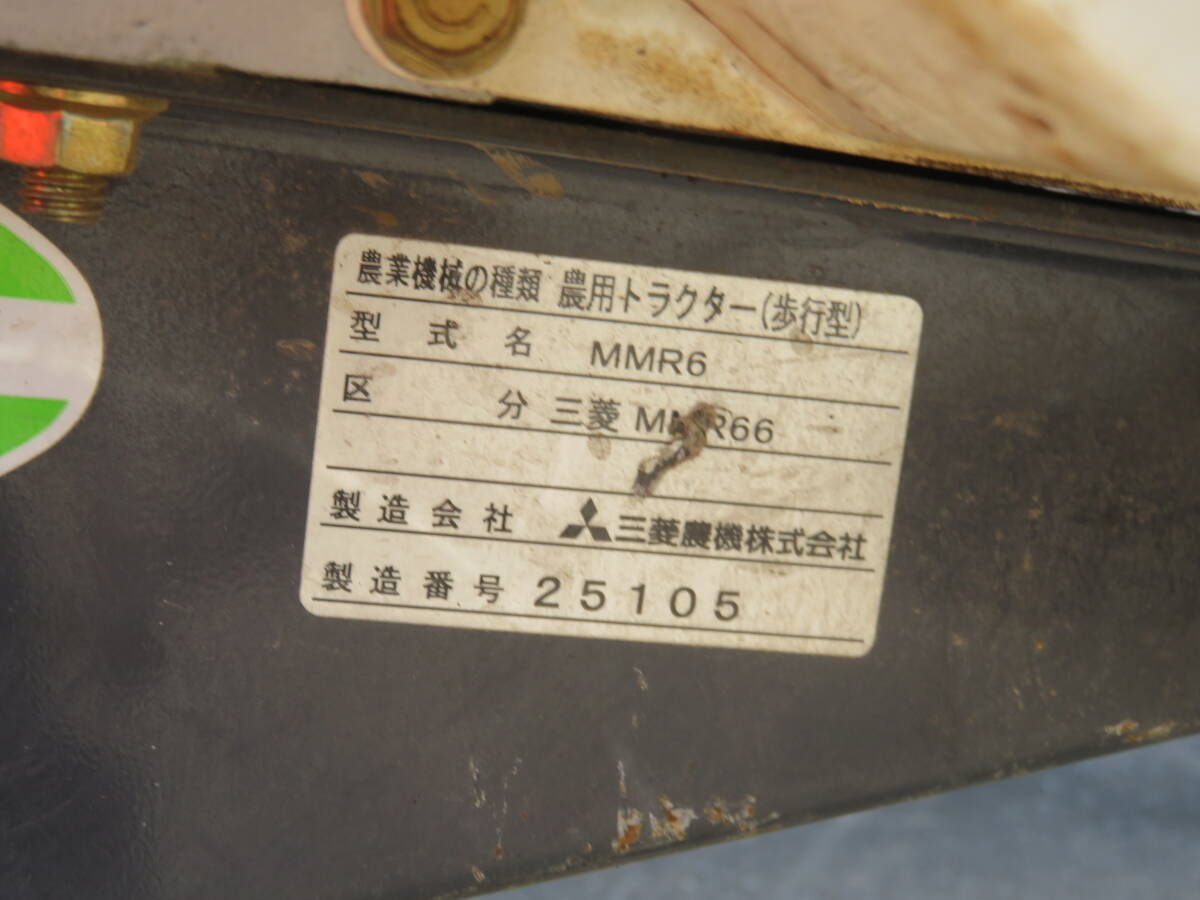 農業機械の種類 農用トラクター(歩行型)
型式名 MMR6
区分 三菱 MMR66
製造会社 三菱農機株式会社
製造番号 25105